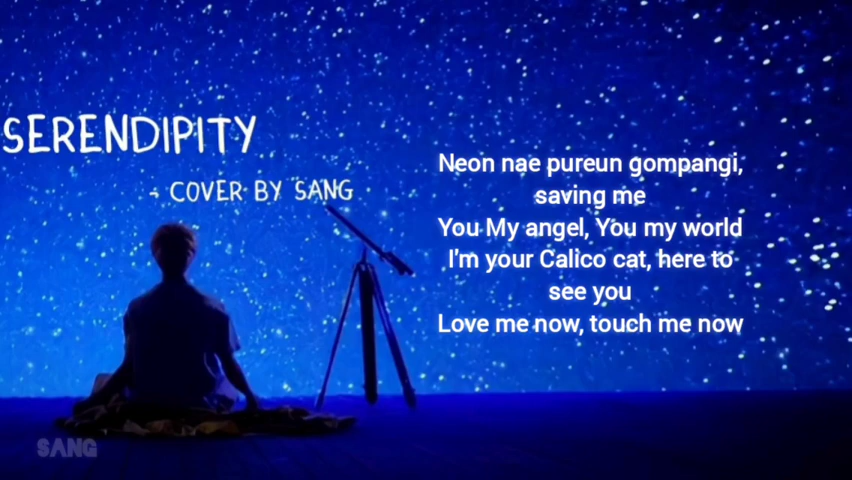 SERENDIPITY
- COVER BY SANG
Neon nae pureun gompangi,
saving me
You My angel, You my world
I'm your Calico cat, here to
see you
Love me now, touch me now
SANG